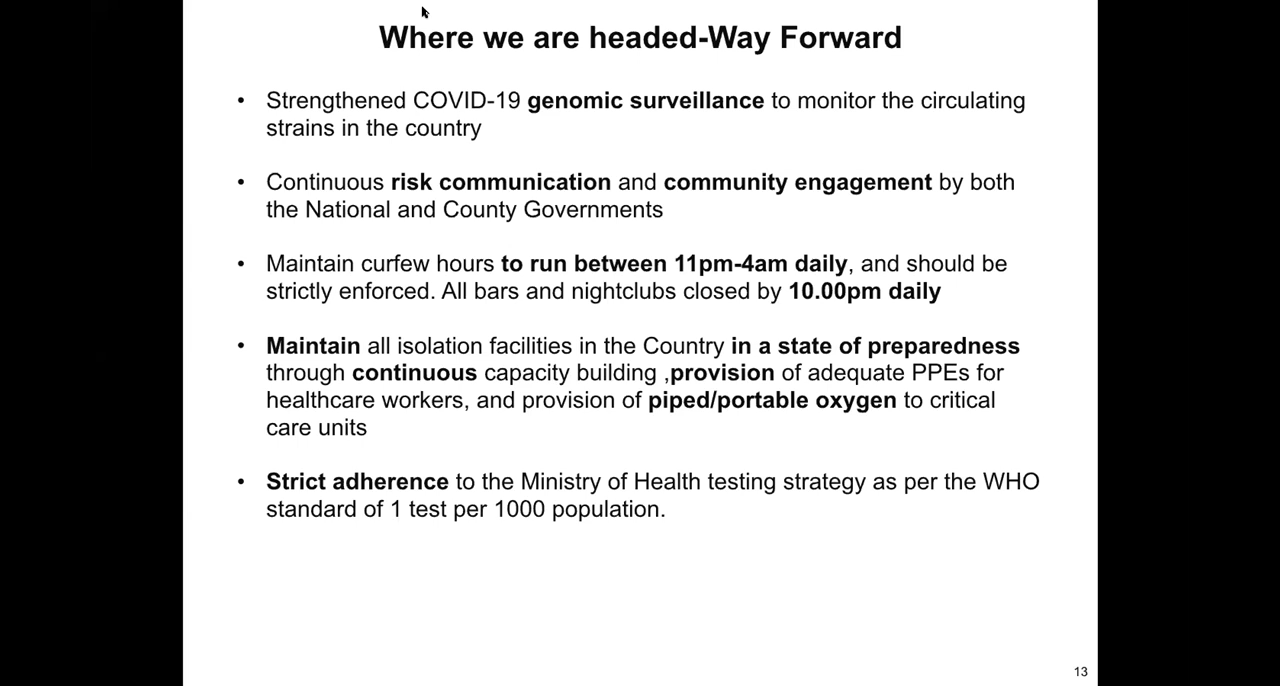 Where we are headed-Way Forward
• Strengthened COVID-19 genomic surveillance to monitor the circulating
strains in the country
• Continuous risk communication and community engagement by both
the National and County Governments
• Maintain curfew hours to run between 11pm-4am daily, and should be
strictly enforced. All bars and nightclubs closed by 10.00pm daily
• Maintain all isolation facilities in the Country in a state of preparedness
through continuous capacity building ,provision of adequate PPEs for
healthcare workers, and provision of piped/portable oxygen to critical
care units
• Strict adherence to the Ministry of Health testing strategy as per the WHO
standard of 1 test per 1000 population.
13